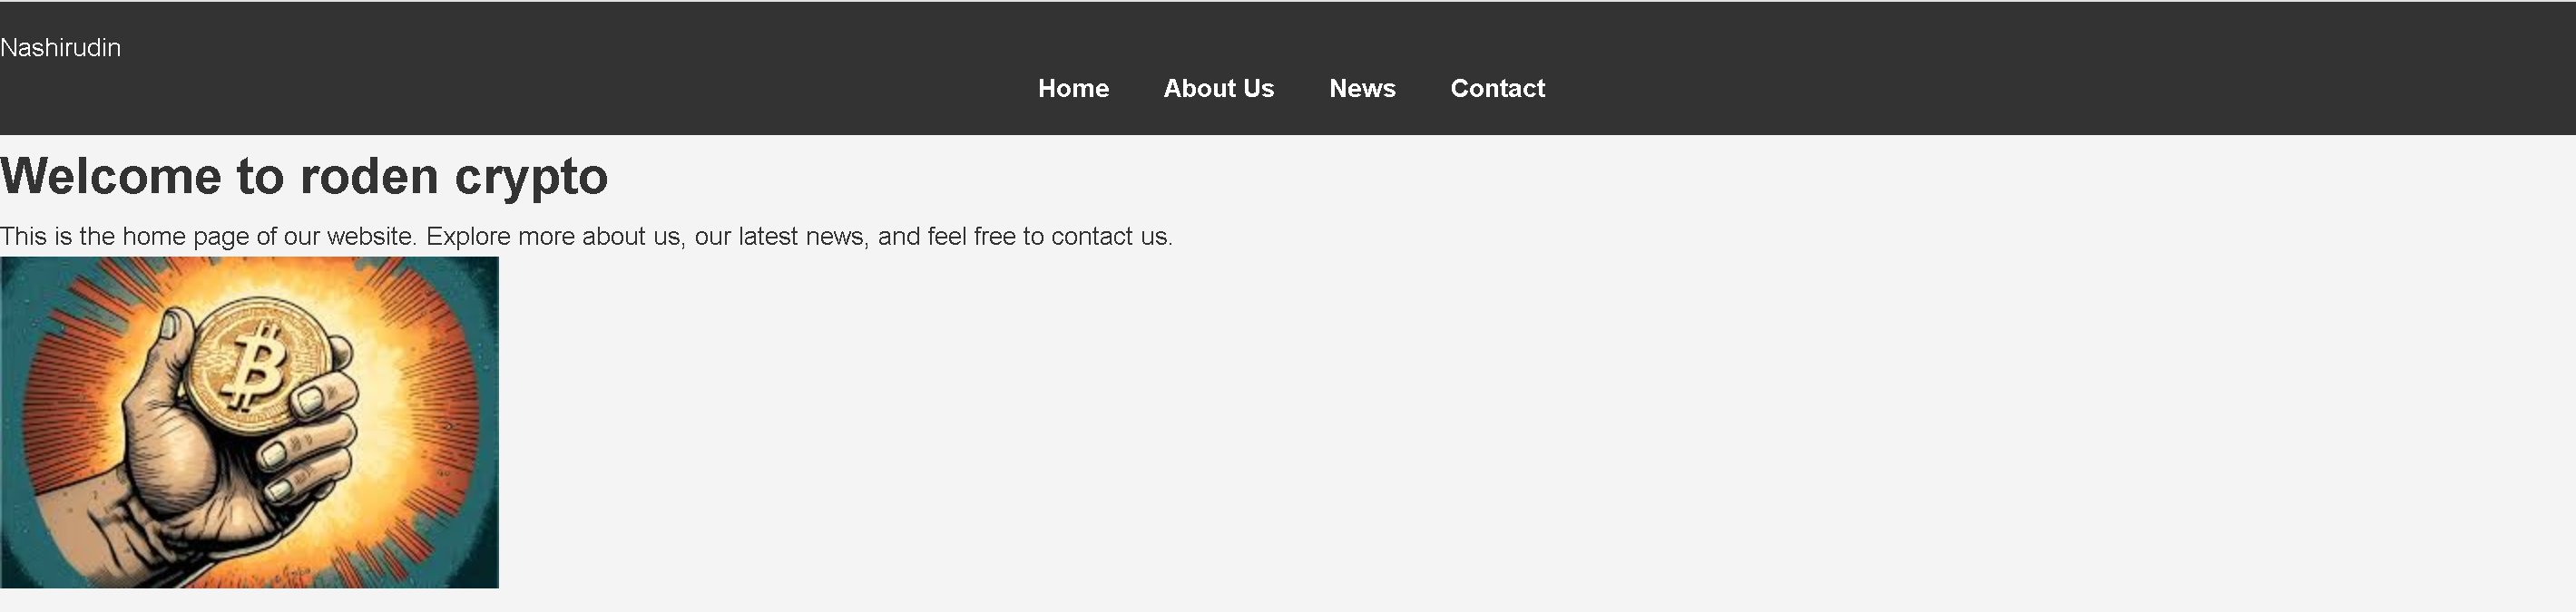 Nashirudin
Home About Us News Contact
Welcome to roden crypto
This is the home page of our website. Explore more about us, our latest news, and feel free to contact us.